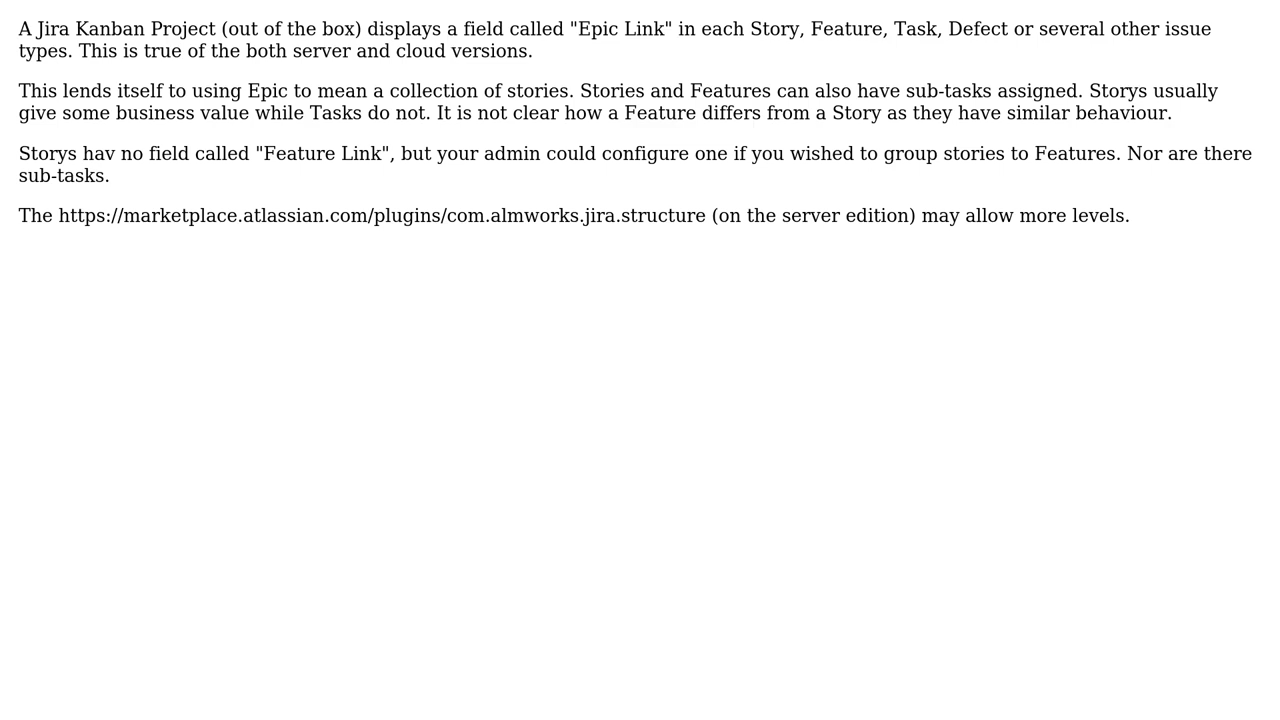 A Jira Kanban Project (out of the box) displays a field called "Epic Link" in each Story, Feature, Task, Defect or several other issue
types. This is true of the both server and cloud versions.
This lends itself to using Epic to mean a collection of stories. Stories and Features can also have sub-tasks assigned. Storys usually
give some business value while Tasks do not. It is not clear how a Feature differs from a Story as they have similar behaviour.
Storys hav no field called "Feature Link", but your admin could configure one if you wished to group stories to Features. Nor are there
sub-tasks.
The https://marketplace.atlassian.com/plugins/com.almworks.jira.structure (on the server edition) may allow more levels.